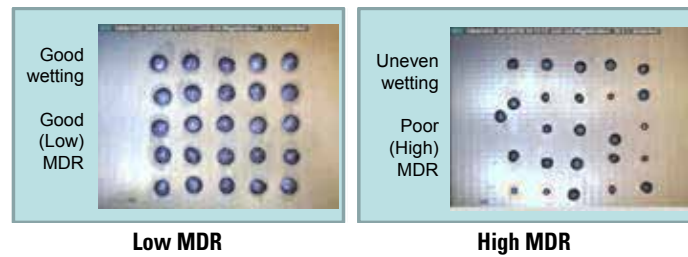 Good
wetting
Good
(Low)
MDR
Uneven
wetting
Poor
(High)
MDR
Low MDR
High MDR